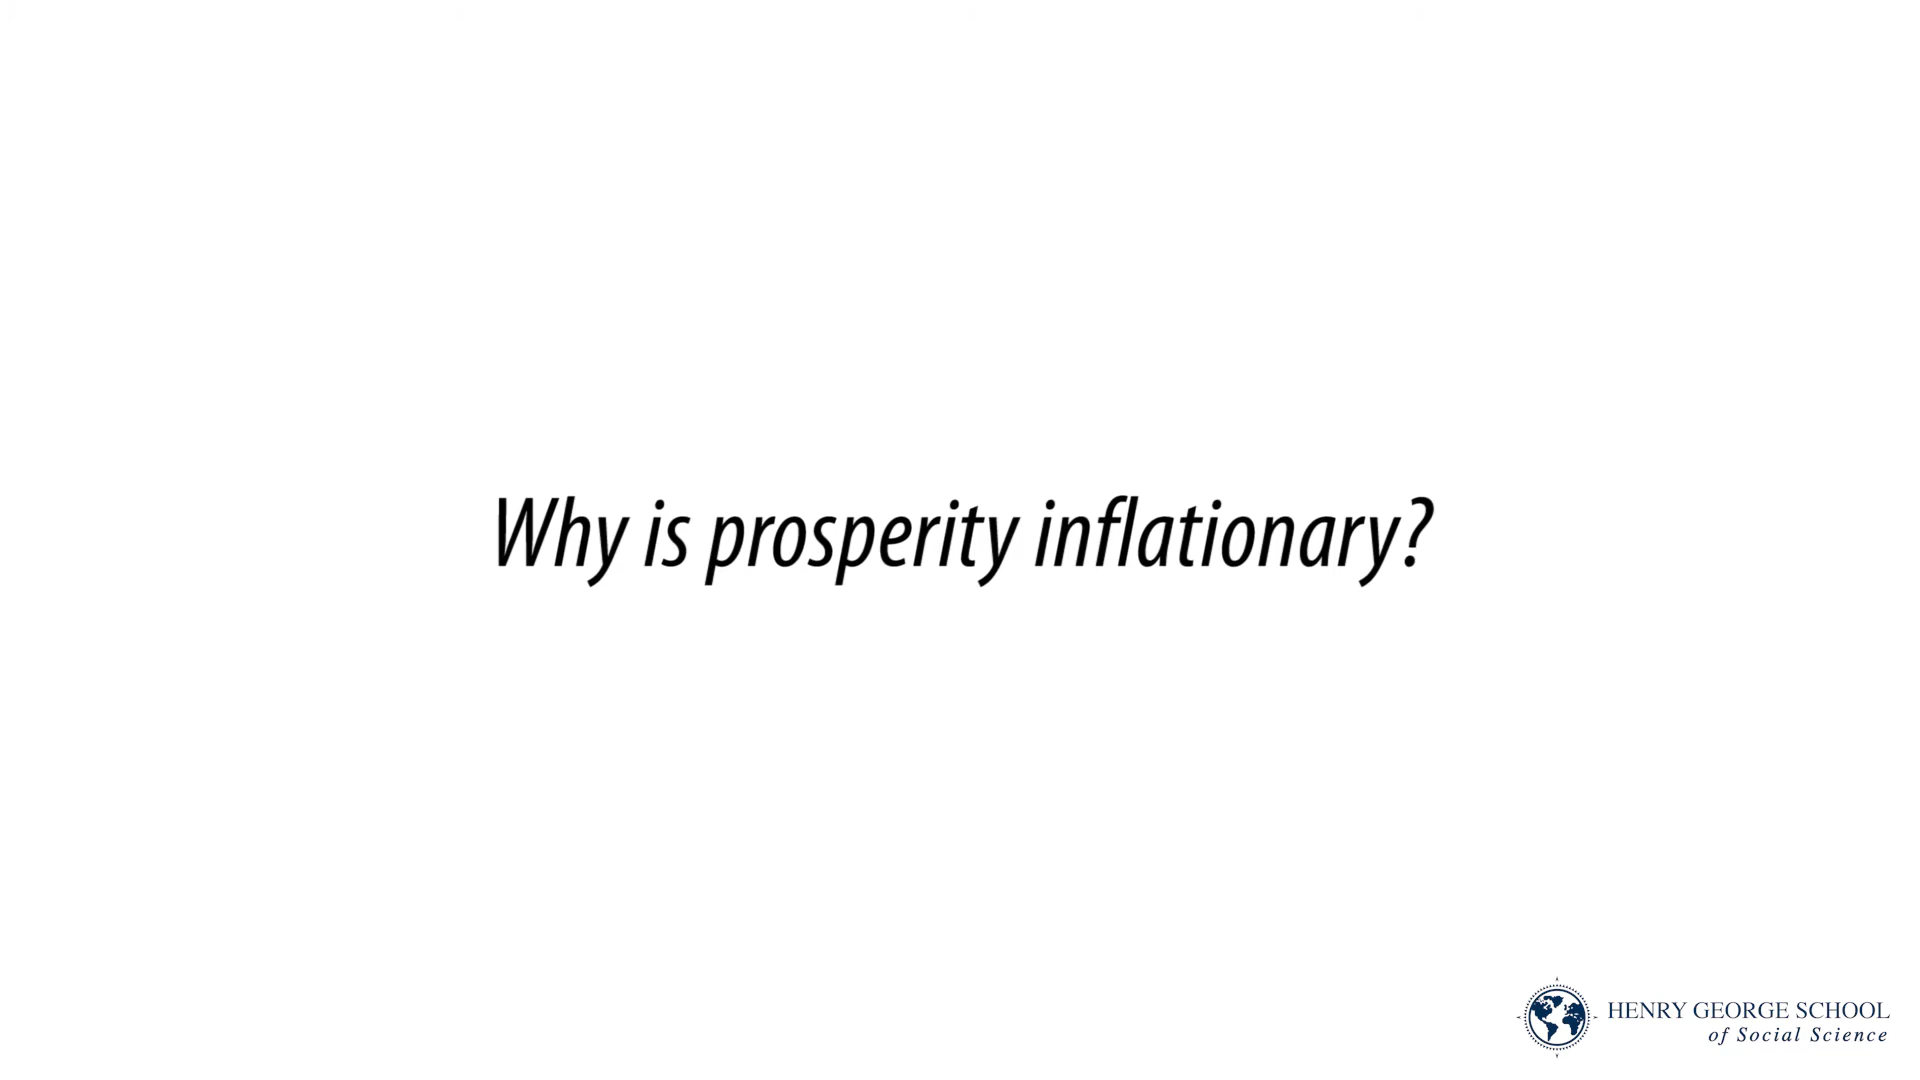 Why is prosperity inflationary?
HENRY GEORGE SCHOOL
of Social Science